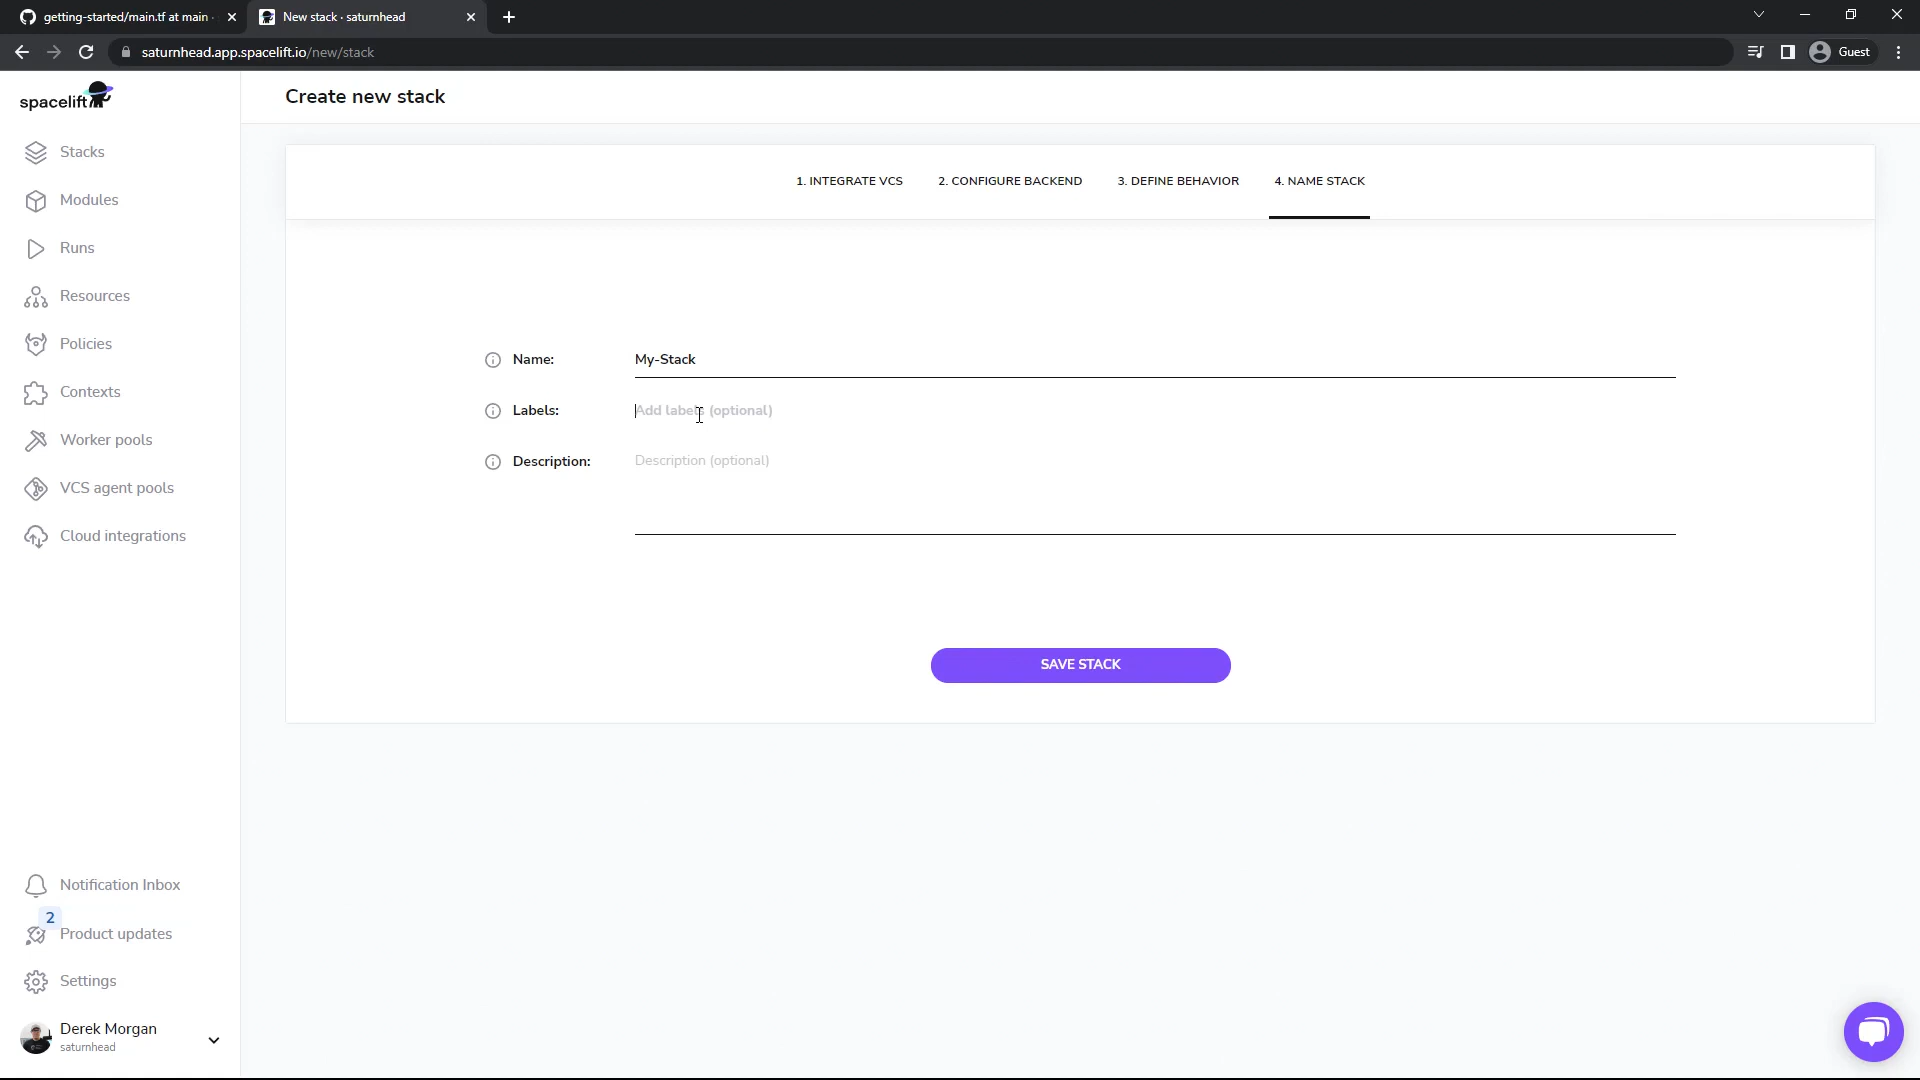 getting-started/main.tf at main ·
New stack · saturnhead
saturnhead.app.spacelift.io/new/stack
Guest
spacelift
Create new stack
Stacks
Modules
Runs
Resources
Policies
Contexts
Worker pools
VCS agent pools
Cloud integrations
1. INTEGRATE VCS
2. CONFIGURE BACKEND
3. DEFINE BEHAVIOR
4. NAME STACK
Name: My-Stack
Labels: Add labels (optional)
Description: Description (optional)
SAVE STACK
Notification Inbox
2
Product updates
Settings
Derek Morgan
saturnhead